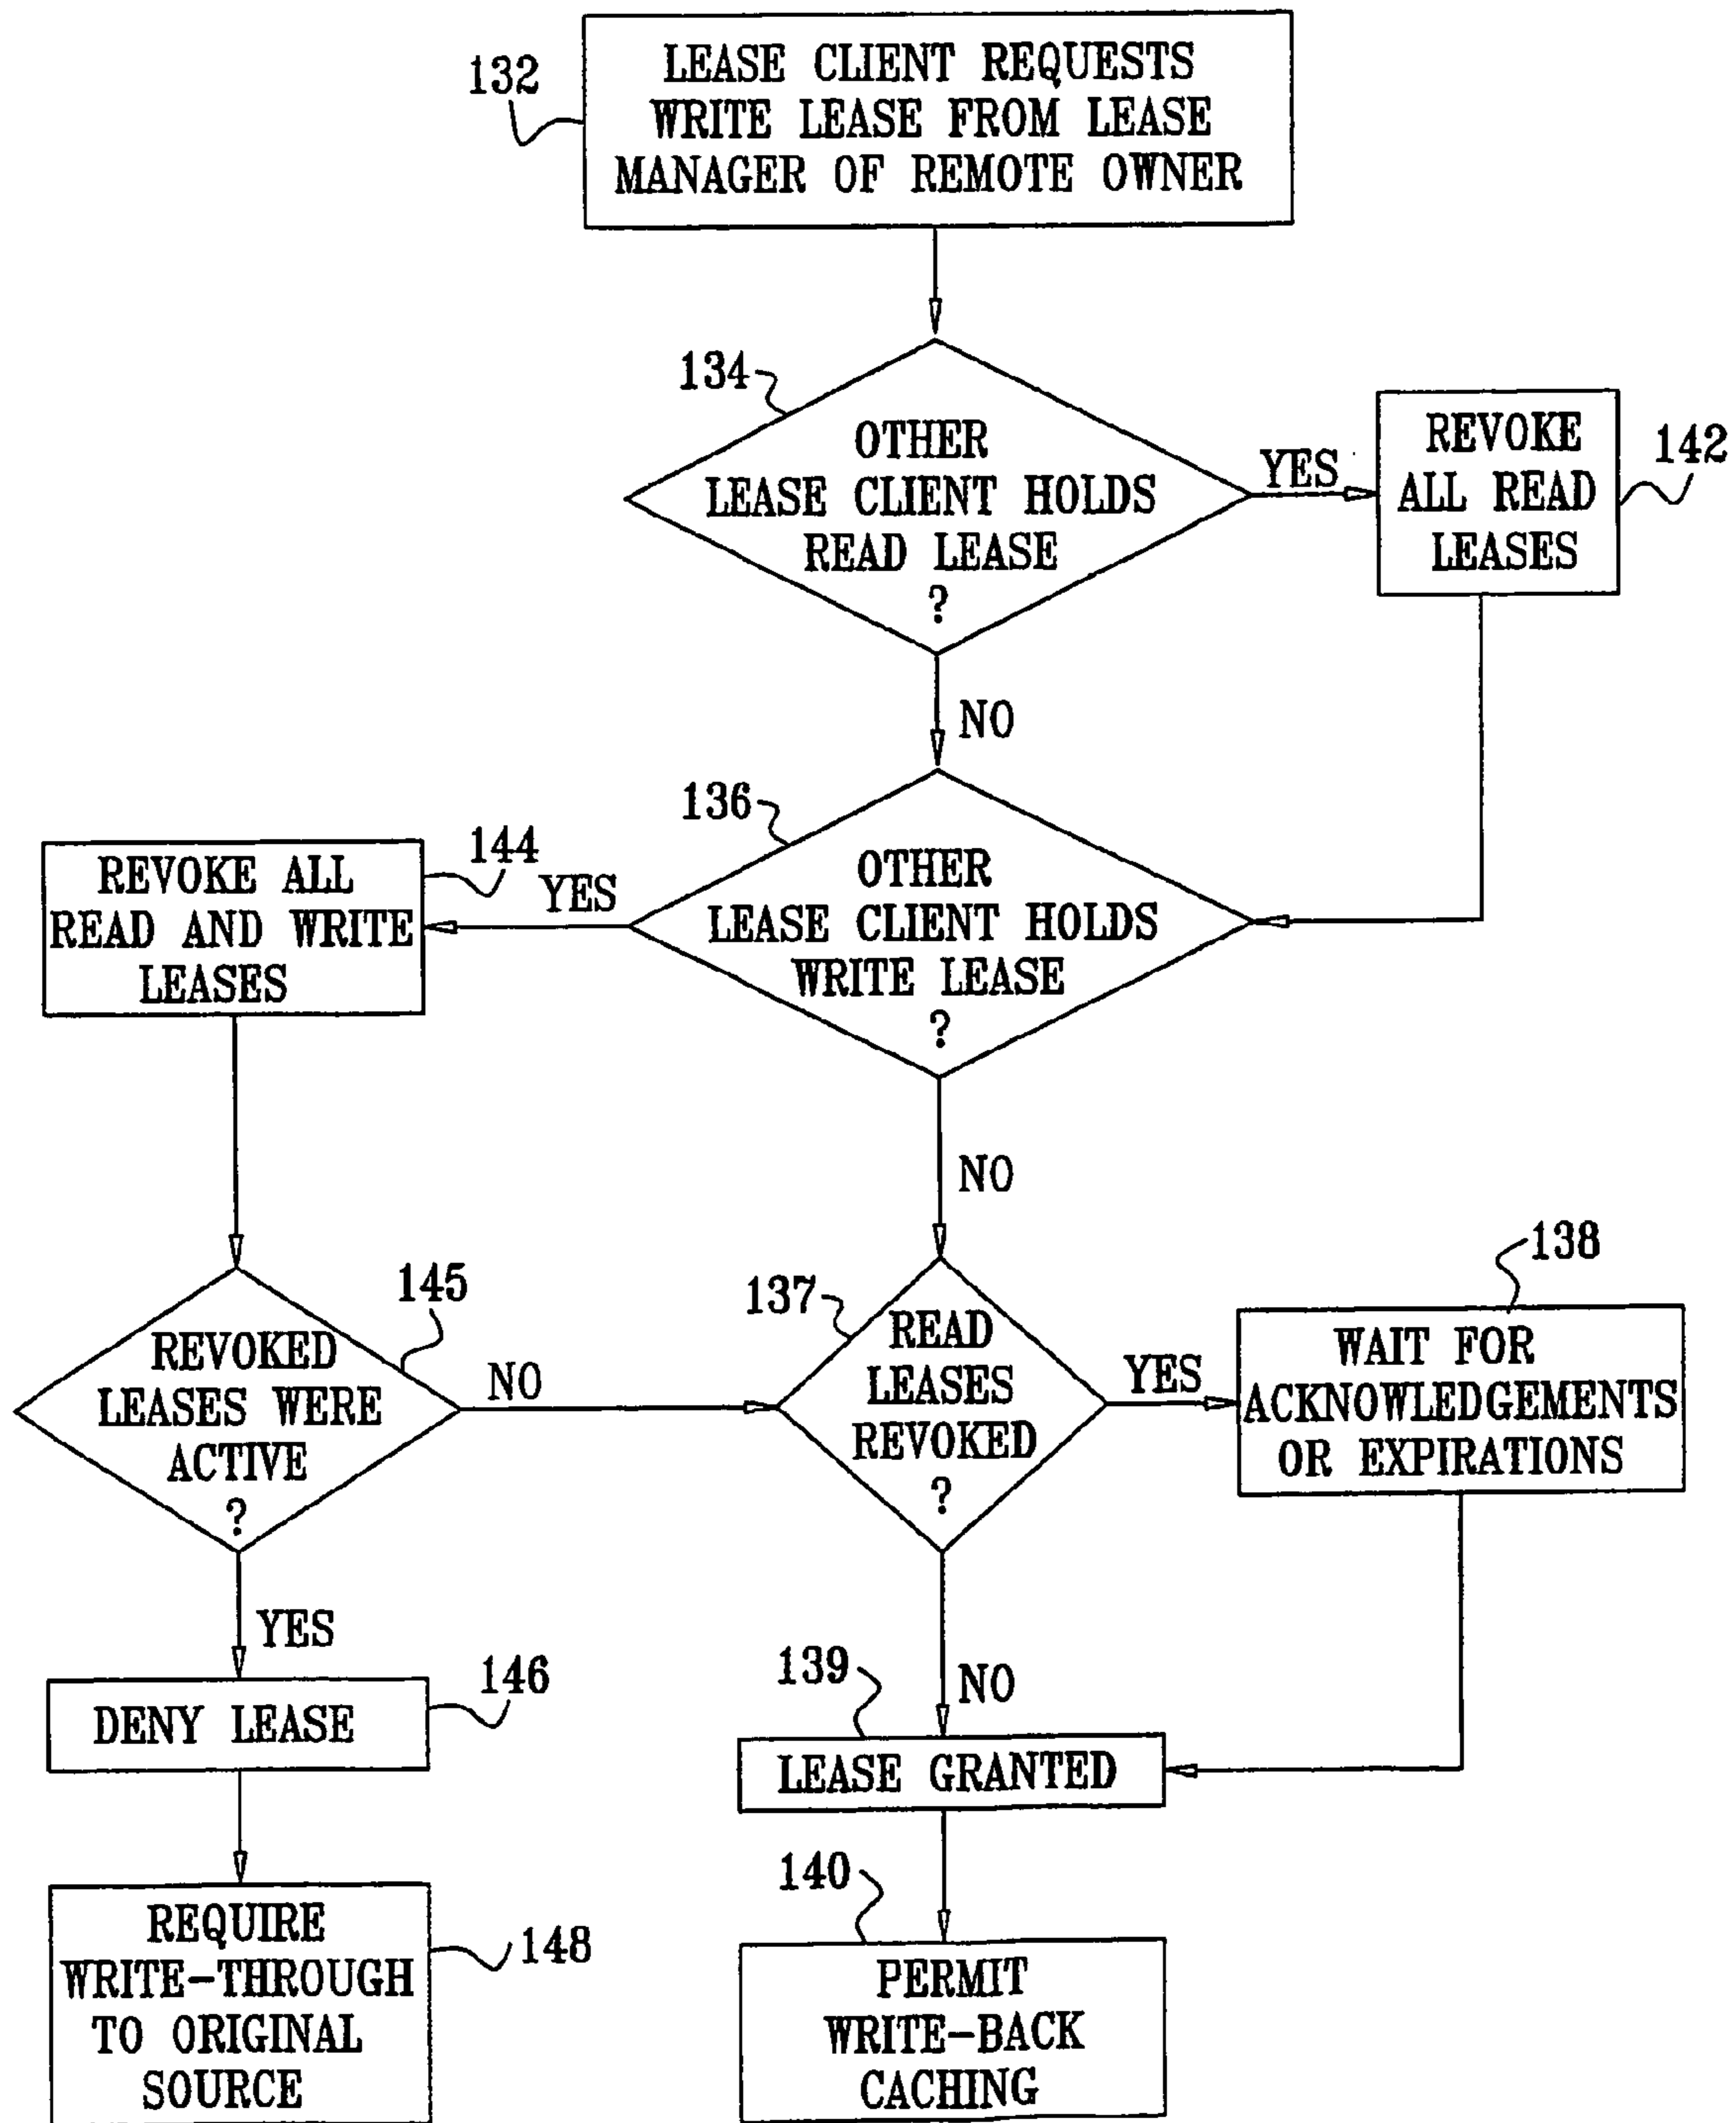 132
LEASE CLIENT REQUESTS
WRITE LEASE FROM LEASE
MANAGER OF REMOTE OWNER
134
OTHER
LEASE CLIENT HOLDS
READ LEASE
?
YES
REVOKE
ALL READ
LEASES
142
NO
136
OTHER
LEASE CLIENT HOLDS
WRITE LEASE
?
YES
144
REVOKE ALL
READ AND WRITE
LEASES
NO
145
REVOKED
LEASES WERE
ACTIVE
?
NO
137
READ
LEASES
REVOKED
?
YES
138
WAIT FOR
ACKNOWLEDGEMENTS
OR EXPIRATIONS
YES
146
DENY LEASE
NO
139
LEASE GRANTED
148
REQUIRE
WRITE-THROUGH
TO ORIGINAL
SOURCE
140
PERMIT
WRITE-BACK
CACHING